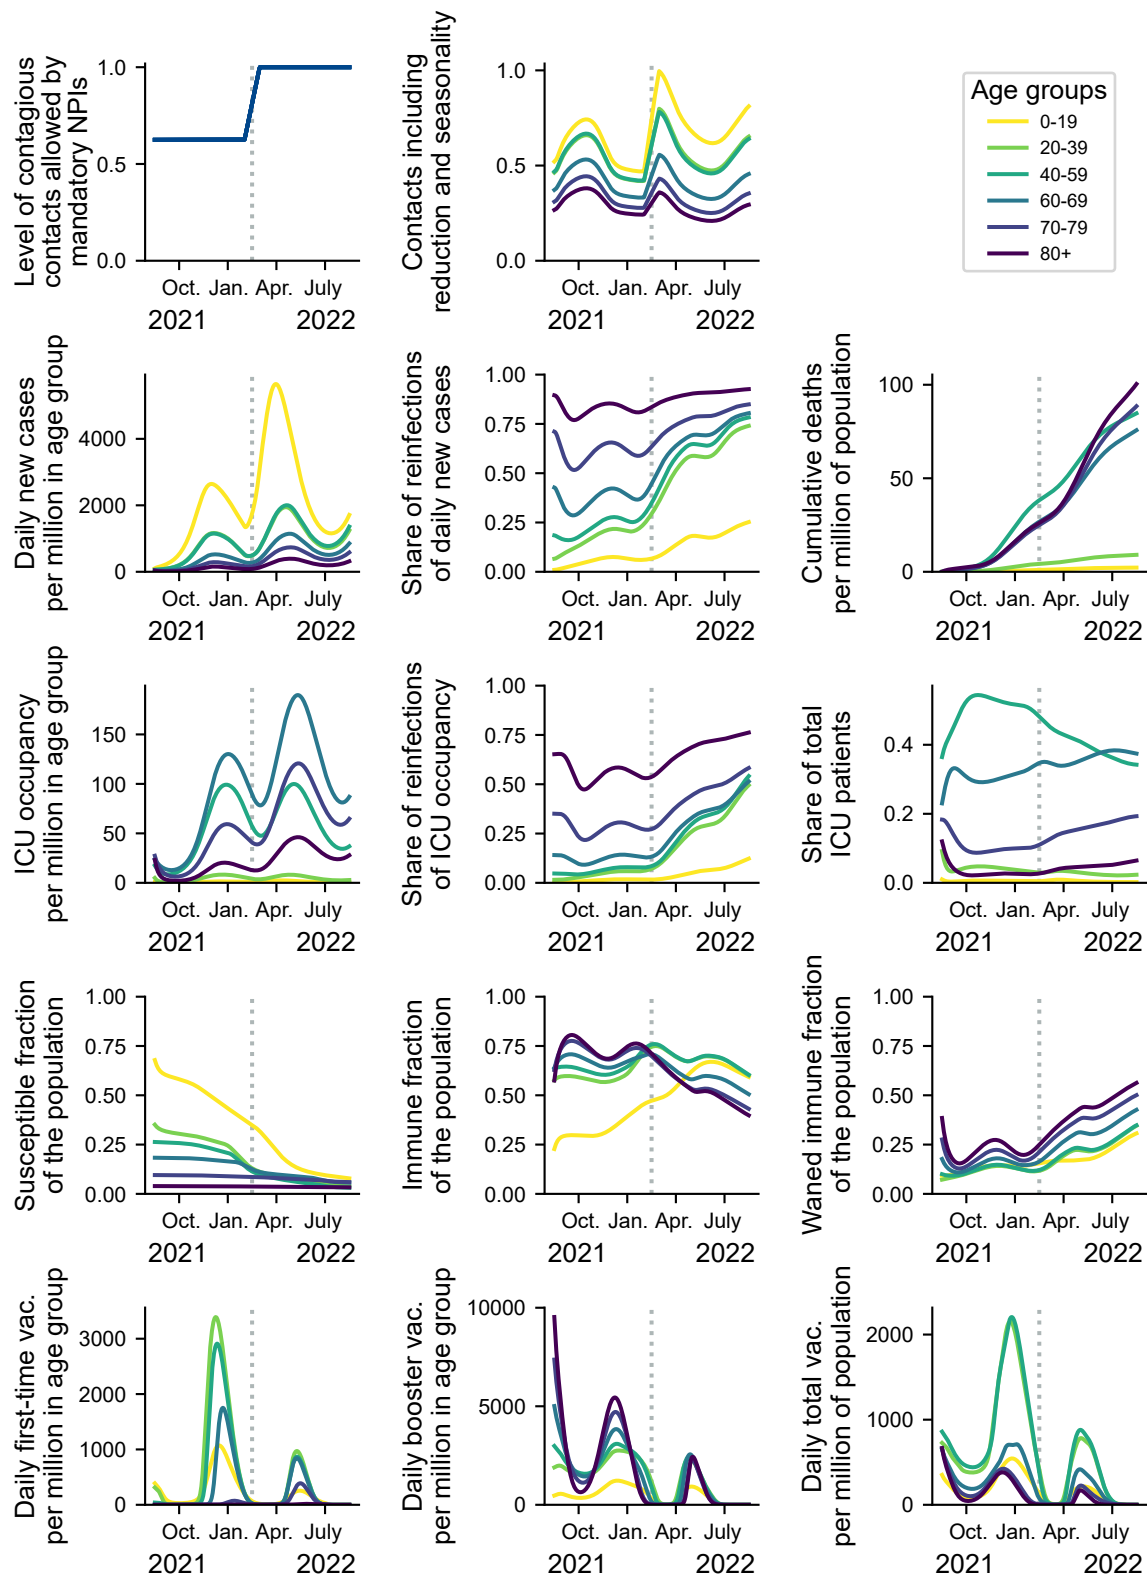 Level of contagious
contacts allowed by
mandatory NPIs
1.0
0.5
0.0
Oct. Jan. Apr. July
2021 2022
Contacts including
reduction and seasonality
1.0
0.5
0.0
Oct. Jan. Apr. July
2021 2022
Age groups
0-19
20-39
40-59
60-69
70-79
80+
Daily new cases
per million in age group
4000
2000
0
Oct. Jan. Apr. July
2021 2022
Share of reinfections
of daily new cases
1.00
0.75
0.50
0.25
0.00
Oct. Jan. Apr. July
2021 2022
Cumulative deaths
per million of population
100
50
0
Oct. Jan. Apr. July
2021 2022
ICU occupancy
per million in age group
150
100
50
0
Oct. Jan. Apr. July
2021 2022
Share of reinfections
of ICU occupancy
1.00
0.75
0.50
0.25
0.00
Oct. Jan. Apr. July
2021 2022
Share of total
ICU patients
0.4
0.2
0.0
Oct. Jan. Apr. July
2021 2022
Susceptible fraction
of the population
1.00
0.75
0.50
0.25
0.00
Oct. Jan. Apr. July
2021 2022
Immune fraction
of the population
1.00
0.75
0.50
0.25
0.00
Oct. Jan. Apr. July
2021 2022
Waned immune fraction
of the population
1.00
0.75
0.50
0.25
0.00
Oct. Jan. Apr. July
2021 2022
Daily first-time vac.
per million in age group
3000
2000
1000
0
Oct. Jan. Apr. July
2021 2022
Daily booster vac.
per million in age group
10000
5000
0
Oct. Jan. Apr. July
2021 2022
Daily total vac.
per million of population
2000
1000
0
Oct. Jan. Apr. July
2021 2022